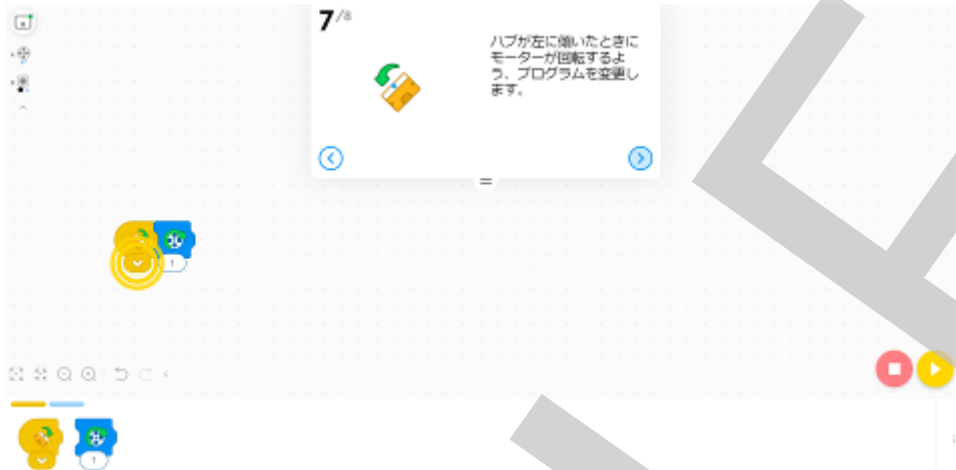 7/8
ハブが左に傾いたときに
モーターが回転するよ
う、プログラムを変更し
ます。
1
1